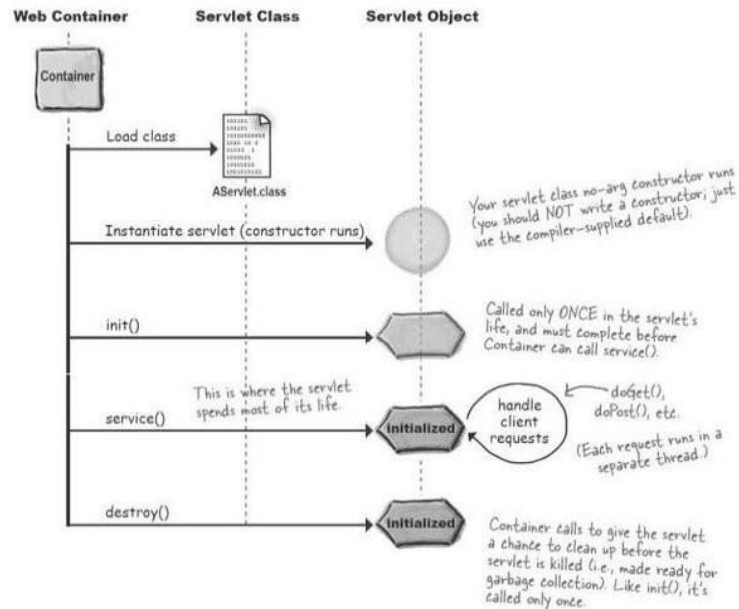 Web Container
Servlet Class
Servlet Object
Container
Load class
AServlet.class
Your servlet class no-arg constructor runs
(you should NOT write a constructor; just
use the compiler-supplied default).
Instantiate servlet (constructor runs)
Called only ONCE in the servlet's
life, and must complete before
Container can call service().
init()
This is where the servlet
spends most of its life.
service()
initialized
handle
client
requests
doGet(),
doPost(), etc.
(Each request runs in a
separate thread.)
destroy()
initialized
Container calls to give the servlet
a chance to clean up before the
servlet is killed (i.e., made ready for
garbage collection). Like init(), it's
called only once.